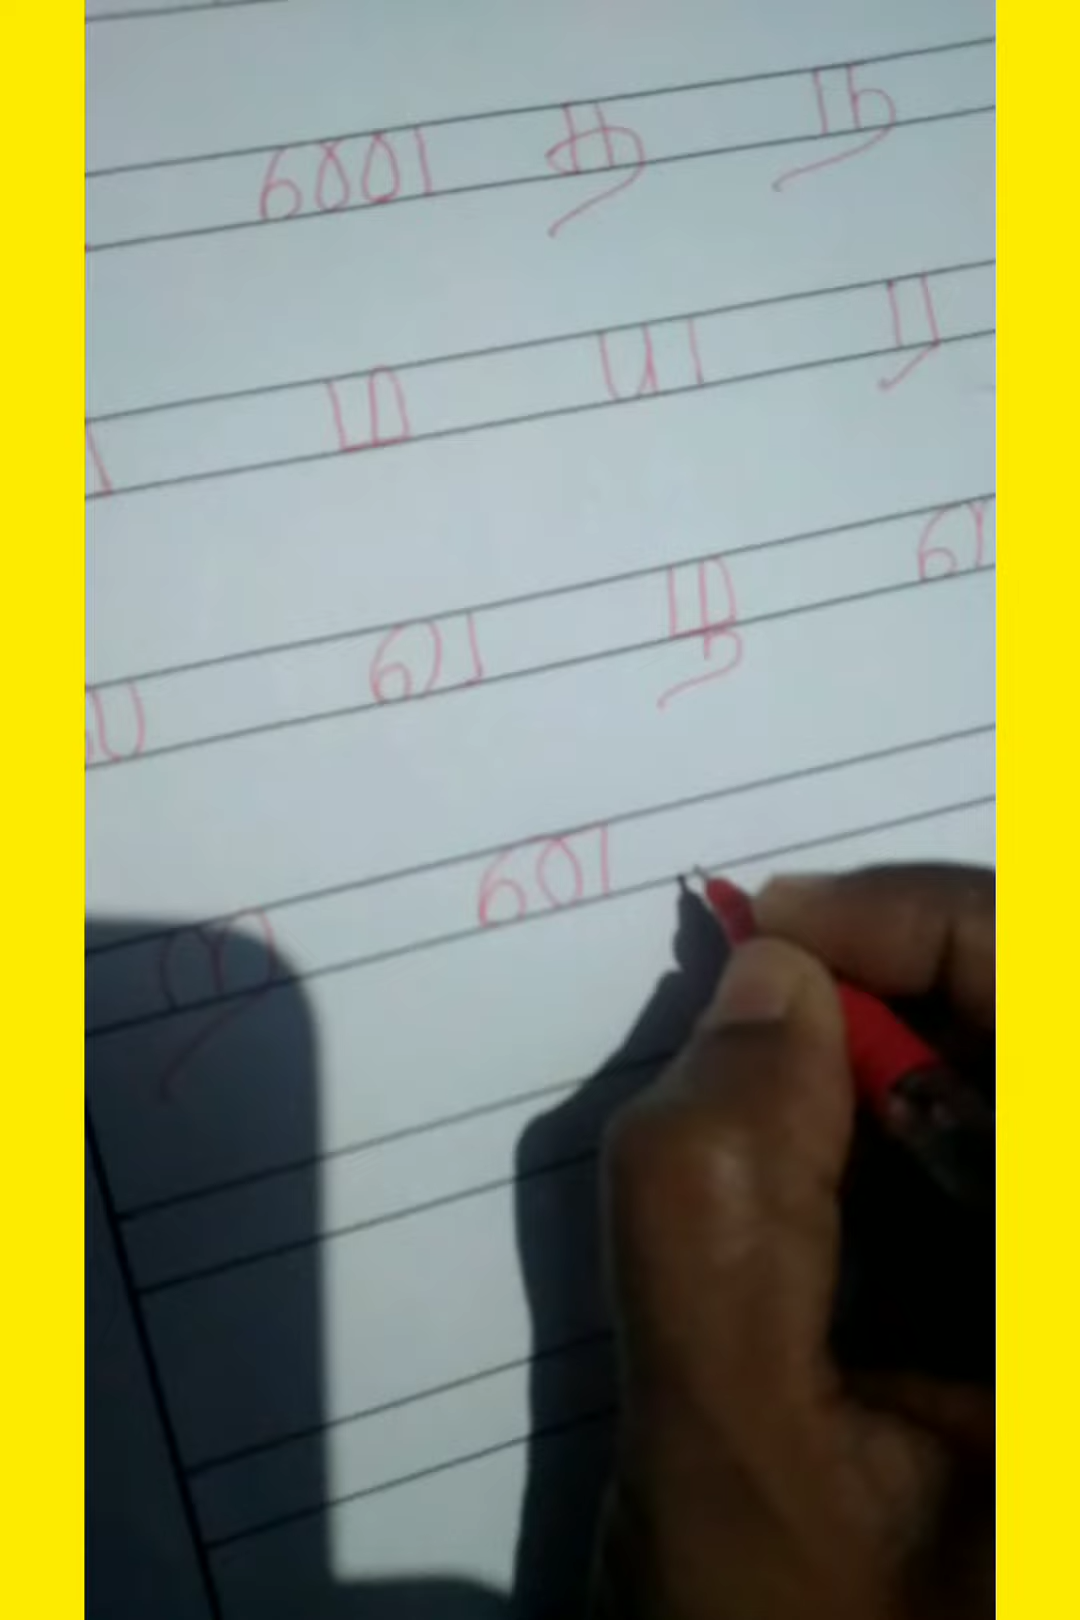 ண த ந
ம ய ர
வ ழ
ற ன